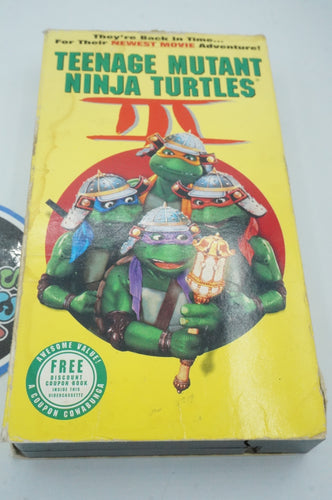 They're Back In Time...
For Their NEWEST MOVIE Adventure!
TEENAGE MUTANT
NINJA TURTLES
III
AWESOME VALUE!
FREE
DISCOUNT
COUPON BOOK
INSIDE THIS
VIDEOCASSETTE
A COUPON COWABUNGA